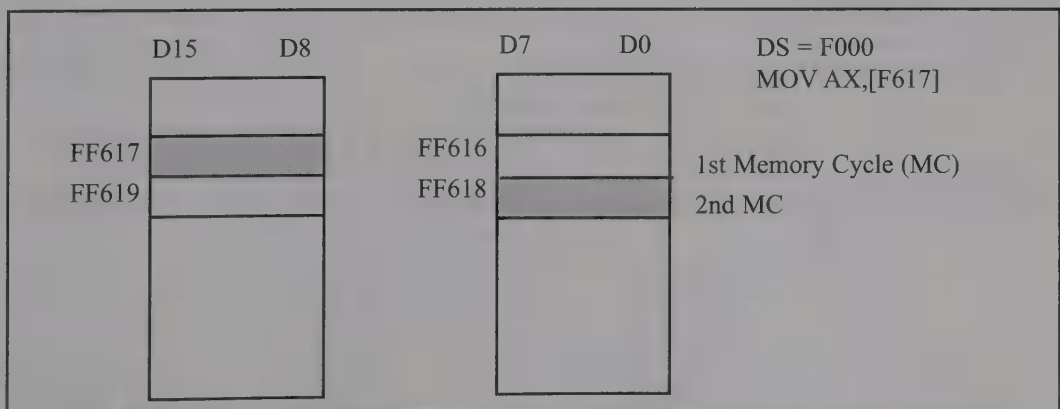 D15 D8 D7 D0 DS = F000
MOV AX,[F617]
FF617 FF616 1st Memory Cycle (MC)
FF619 FF618 2nd MC